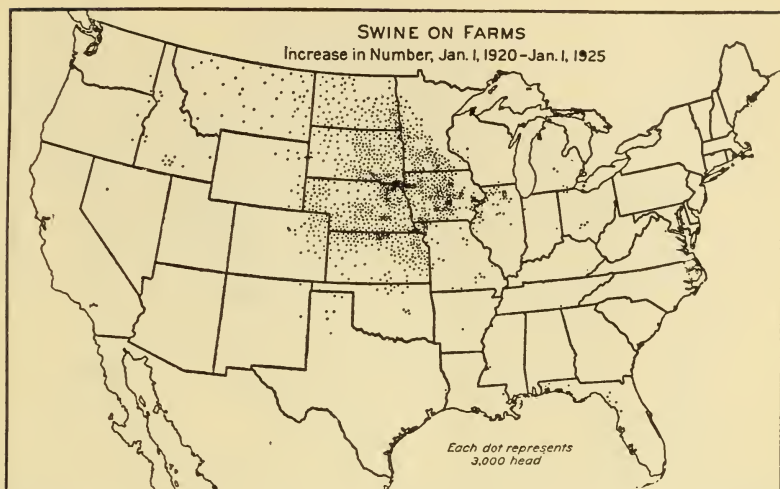 SWINE ON FARMS
Increase in Number, Jan. 1, 1920-Jan. 1, 1925
Each dot represents
3,000 head